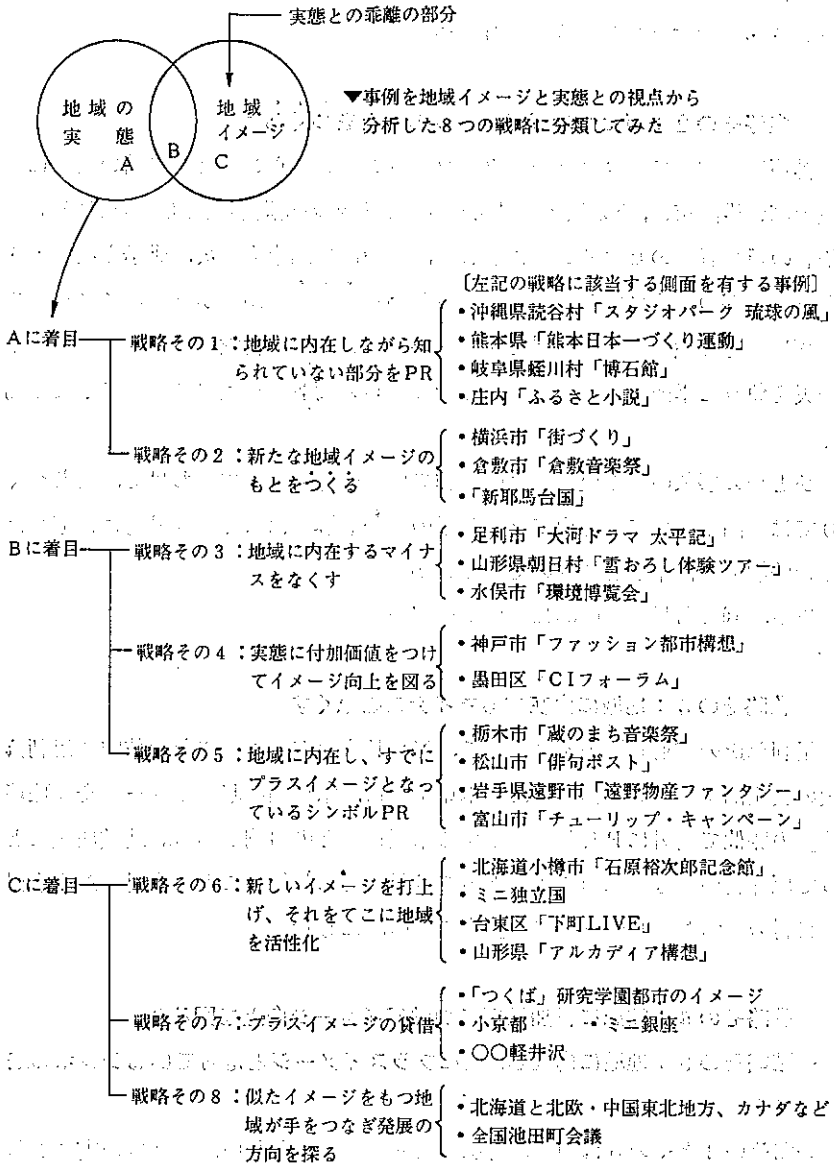 実態との乖離の部分
地域の
実態
A
B
地域
イメージ
C
▼事例を地域イメージと実態との視点から
分析した8つの戦略に分類してみた
〔左記の戦略に該当する側面を有する事例〕
Aに着目
戦略その1：地域に内在しながら知
られていない部分をPR
・沖縄県読谷村「スタジオパーク 琉球の風」
・熊本県「熊本日本一づくり運動」
・岐阜県蛭川村「博石館」
・庄内「ふるさと小説」
戦略その2：新たな地域イメージの
もとをつくる
・横浜市「街づくり」
・倉敷市「倉敷音楽祭」
・「新耶馬台国」
Bに着目
戦略その3：地域に内在するマイナ
スをなくす
・足利市「大河ドラマ 太平記」
・山形県朝日村「雪おろし体験ツアー」
・水俣市「環境博覧会」
戦略その4：実態に付加価値をつけ
てイメージ向上を図る
・神戸市「ファッション都市構想」
・墨田区「CIフォーラム」
戦略その5：地域に内在し、すでに
プラスイメージとなっ
ているシンボルPR
・栃木市「蔵のまち音楽祭」
・松山市「俳句ポスト」
・岩手県遠野市「遠野物産ファンタジー」
・富山市「チューリップ・キャンペーン」
Cに着目
戦略その6：新しいイメージを打上
げ、それをてこに地域
を活性化
・北海道小樽市「石原裕次郎記念館」
・ミニ独立国
・台東区「下町LIVE」
・山形県「アルカディア構想」
戦略その7：プラスイメージの貸借
・「つくば」研究学園都市のイメージ
・小京都　・ミニ銀座
・〇〇軽井沢
戦略その8：似たイメージをもつ地
域が手をつなぎ発展の
方向を探る
・北海道と北欧・中国東北地方、カナダなど
・全国池田町会議